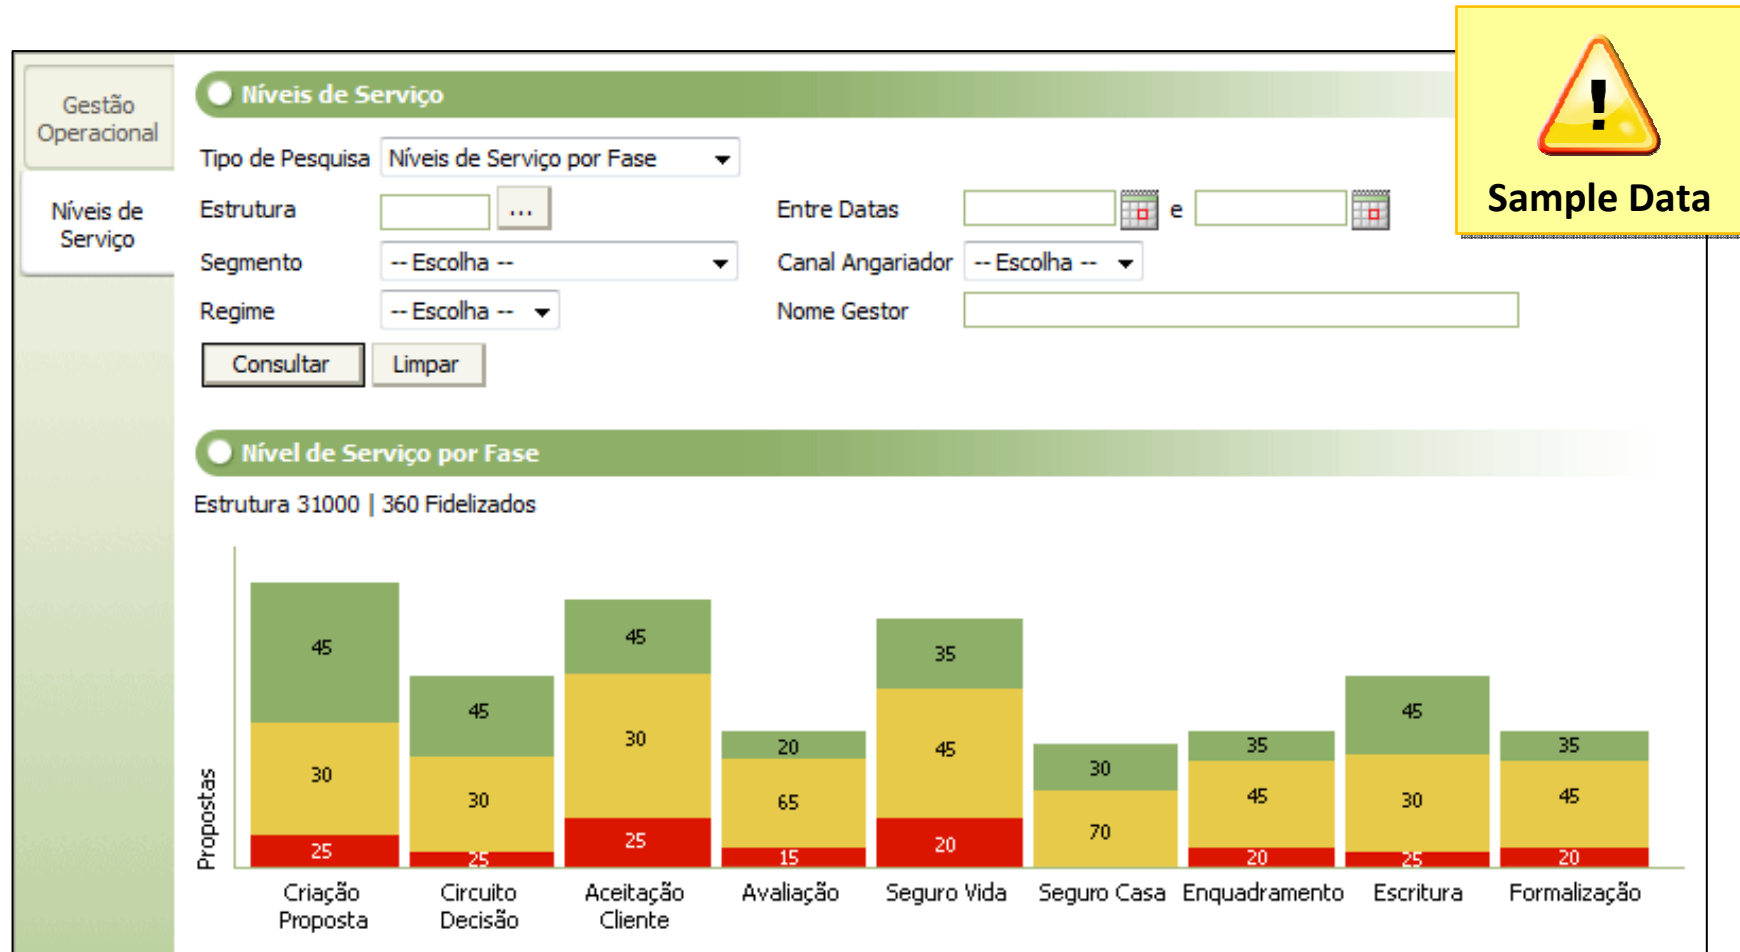 !
Sample Data
Gestão
Operacional
Níveis de
Serviço
Níveis de Serviço
Tipo de Pesquisa Níveis de Serviço por Fase
Estrutura ... Entre Datas e
Segmento -- Escolha -- Canal Angariador -- Escolha --
Regime -- Escolha -- Nome Gestor
Consultar Limpar
Nível de Serviço por Fase
Estrutura 31000 | 360 Fidelizados
Propostas
45 45 45 20 35 30 35 45 35
30 30 30 65 45 70 45 30 45
25 25 25 15 20 20 25 20
Criação Proposta
Circuito Decisão
Aceitação Cliente
Avaliação
Seguro Vida
Seguro Casa
Enquadramento
Escritura
Formalização